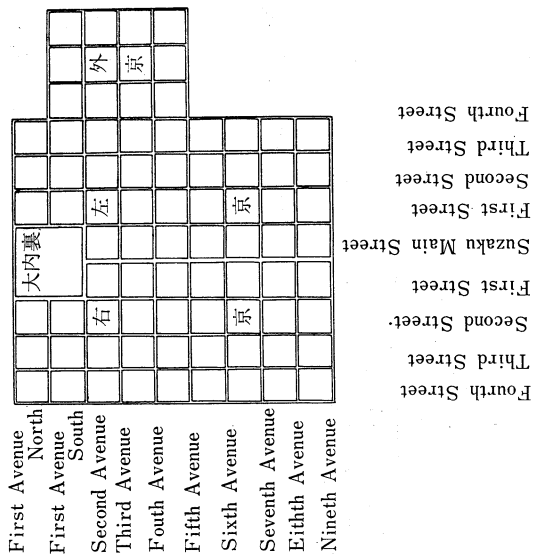 外 京
左 京
大内裏
右 京
Fourth Street
Third Street
Second Street
First Street
Suzaku Main Street
First Street
Second Street.
Third Street
Fourth Street
First Avenue
North
First Avenue
South
Second Avenue
Third Avenue
Fouth Avenue
Fifth Avenue
Sixth Avenue
Seventh Avenue
Eithth Avenue
Nineth Avenue